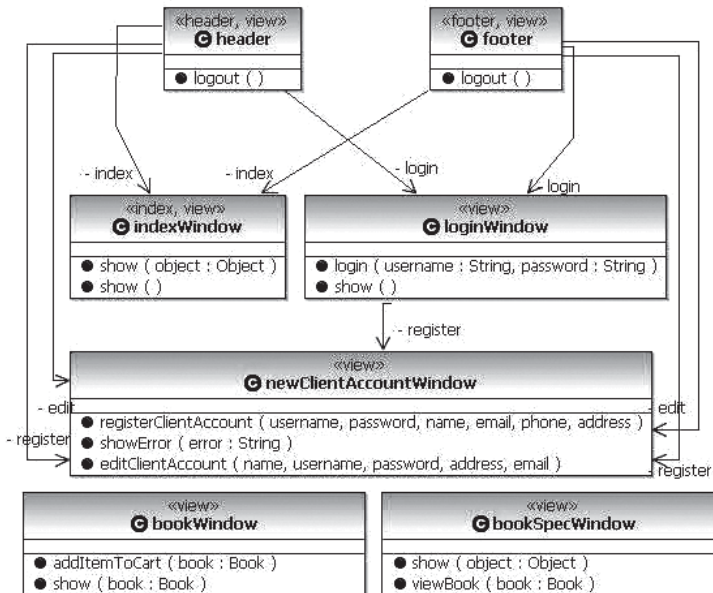 «header, view»
C header
logout ( )
«footer, view»
C footer
logout ( )
- index
- index
- login
- login
«index, view»
C indexWindow
show ( object : Object )
show ( )
«view»
C loginWindow
login ( username : String, password : String )
show ( )
- register
«view»
C newClientAccountWindow
registerClientAccount ( username, password, name, email, phone, address )
showError ( error : String )
editClientAccount ( name, username, password, address, email )
- edit
- register
- edit
- register
«view»
C bookWindow
addItemToCart ( book : Book )
show ( book : Book )
«view»
C bookSpecWindow
show ( object : Object )
viewBook ( book : Book )